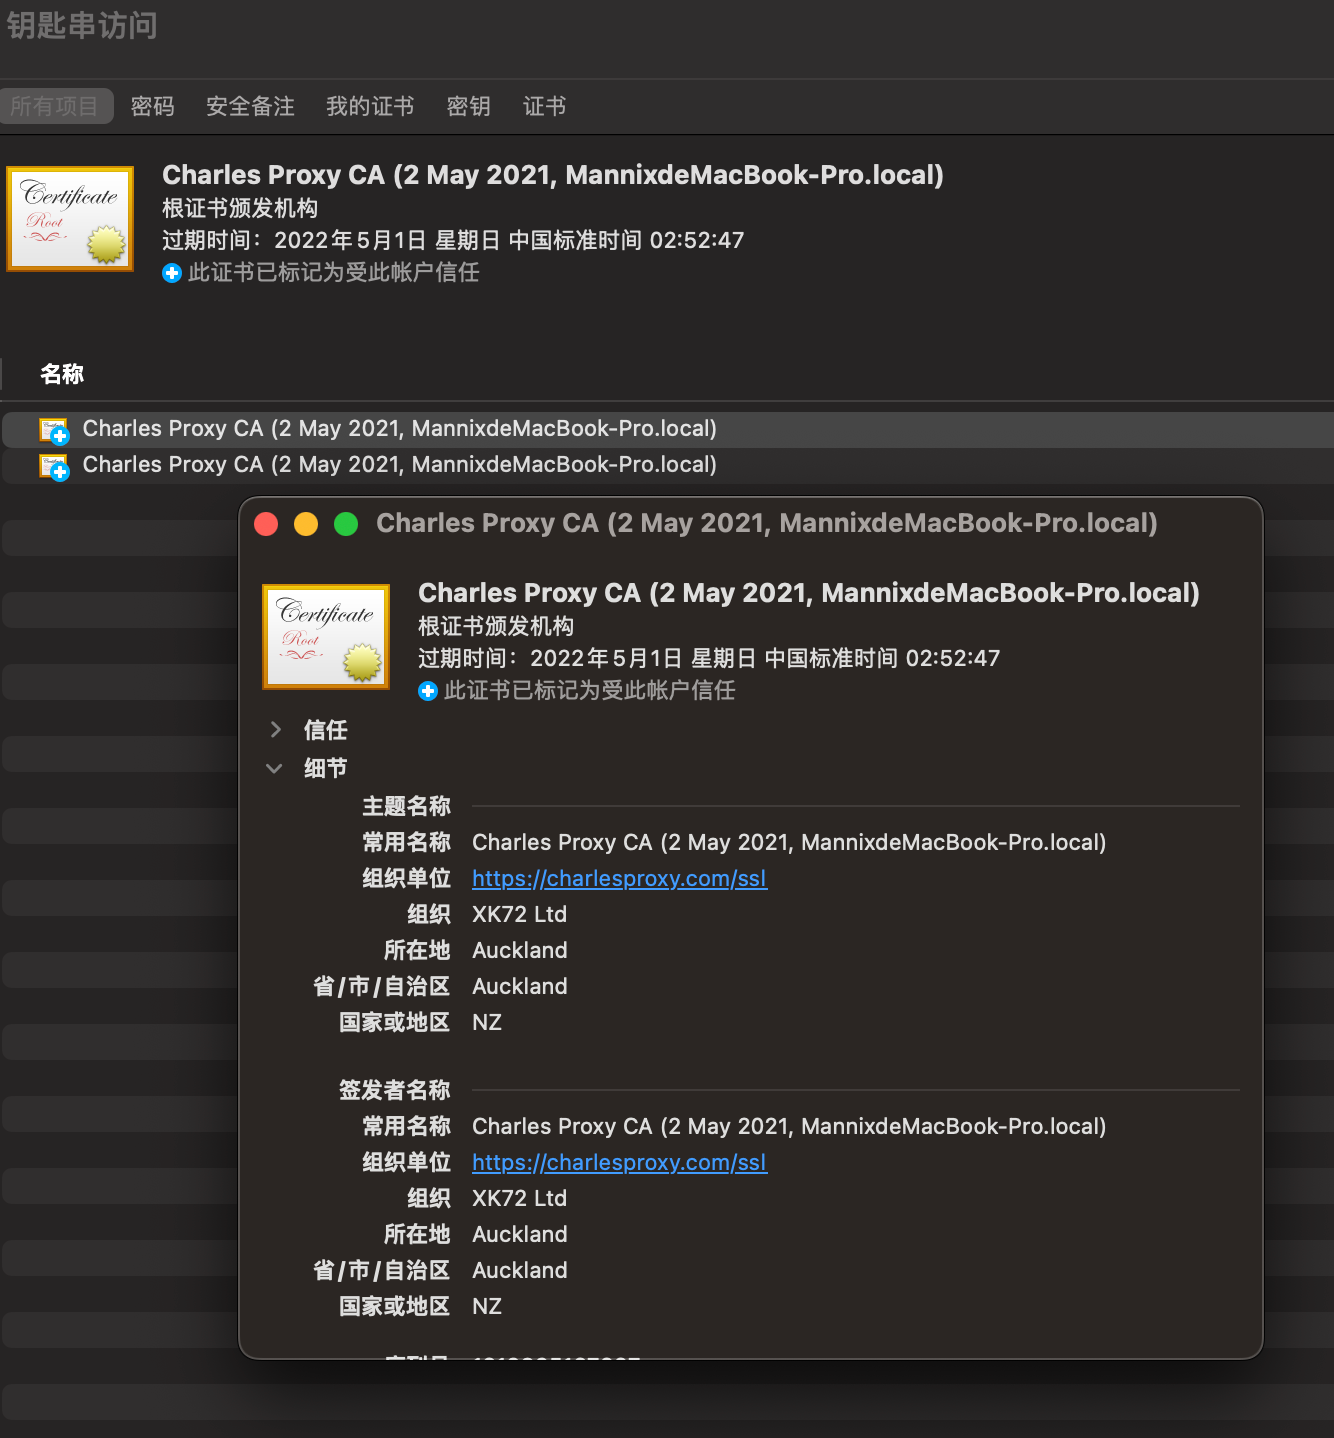 钥匙串访问
所有项目 密码 安全备注 我的证书 密钥 证书
Certificate
Root
Charles Proxy CA (2 May 2021, MannixdeMacBook-Pro.local)
根证书颁发机构
过期时间：2022年5月1日 星期日 中国标准时间 02:52:47
此证书已标记为受此帐户信任
名称
Charles Proxy CA (2 May 2021, MannixdeMacBook-Pro.local)
Charles Proxy CA (2 May 2021, MannixdeMacBook-Pro.local)
Charles Proxy CA (2 May 2021, MannixdeMacBook-Pro.local)
Certificate
Root
Charles Proxy CA (2 May 2021, MannixdeMacBook-Pro.local)
根证书颁发机构
过期时间：2022年5月1日 星期日 中国标准时间 02:52:47
此证书已标记为受此帐户信任
信任
细节
主题名称
常用名称 Charles Proxy CA (2 May 2021, MannixdeMacBook-Pro.local)
组织单位 https://charlesproxy.com/ssl
组织 XK72 Ltd
所在地 Auckland
省/市/自治区 Auckland
国家或地区 NZ
签发者名称
常用名称 Charles Proxy CA (2 May 2021, MannixdeMacBook-Pro.local)
组织单位 https://charlesproxy.com/ssl
组织 XK72 Ltd
所在地 Auckland
省/市/自治区 Auckland
国家或地区 NZ